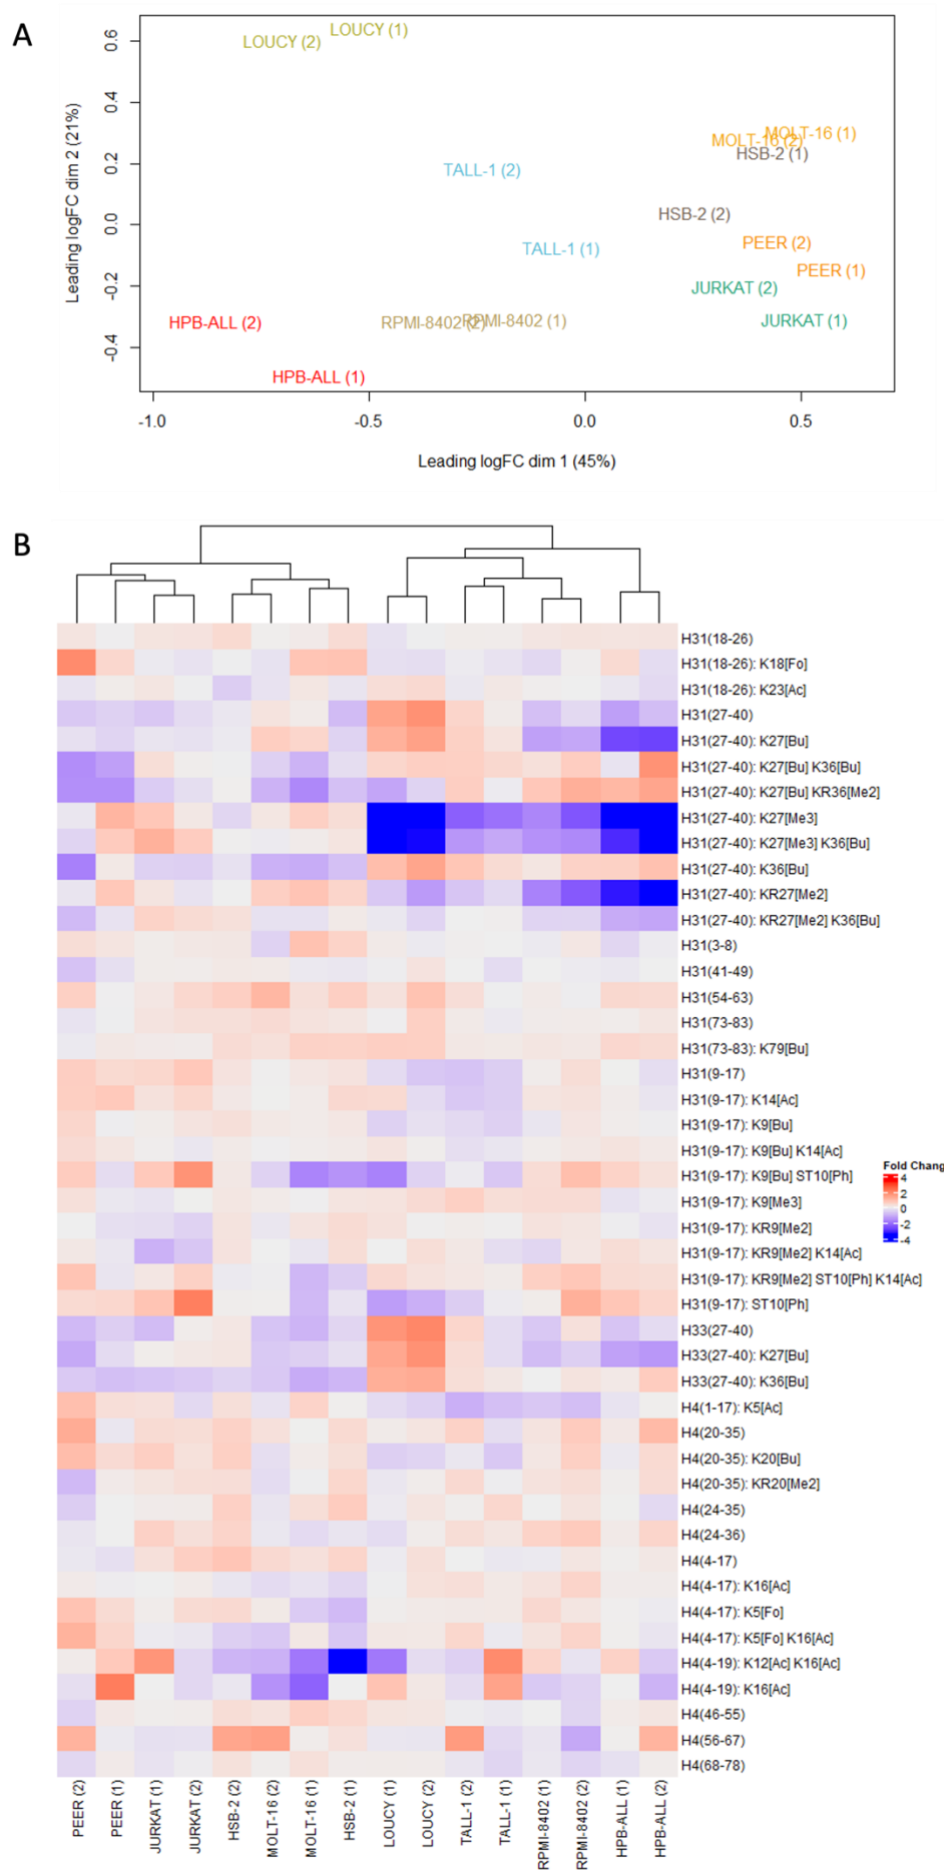 A
LOUCY (1)
LOUCY (2)
MOLT-16 (1)
MOLT-16 (2)
HSB-2 (1)
TALL-1 (2)
HSB-2 (2)
TALL-1 (1)
PEER (2)
PEER (1)
JURKAT (2)
HPB-ALL (2)
RPMI-8402 (2)
RPMI-8402 (1)
JURKAT (1)
HPB-ALL (1)
Leading logFC dim 2 (21%)
0.6
0.4
0.2
0.0
-0.2
-0.4
-1.0
-0.5
0.0
0.5
Leading logFC dim 1 (45%)
B
H31(18-26)
H31(18-26): K18[Fo]
H31(18-26): K23[Ac]
H31(27-40)
H31(27-40): K27[Bu]
H31(27-40): K27[Bu] K36[Bu]
H31(27-40): K27[Bu] KR36[Me2]
H31(27-40): K27[Me3]
H31(27-40): K27[Me3] K36[Bu]
H31(27-40): K36[Bu]
H31(27-40): KR27[Me2]
H31(27-40): KR27[Me2] K36[Bu]
H31(3-8)
H31(41-49)
H31(54-63)
H31(73-83)
H31(73-83): K79[Bu]
H31(9-17)
H31(9-17): K14[Ac]
H31(9-17): K9[Bu]
H31(9-17): K9[Bu] K14[Ac]
H31(9-17): K9[Bu] ST10[Ph]
H31(9-17): K9[Me3]
H31(9-17): KR9[Me2]
H31(9-17): KR9[Me2] K14[Ac]
H31(9-17): KR9[Me2] ST10[Ph] K14[Ac]
H31(9-17): ST10[Ph]
H33(27-40)
H33(27-40): K27[Bu]
H33(27-40): K36[Bu]
H4(1-17): K5[Ac]
H4(20-35)
H4(20-35): K20[Bu]
H4(20-35): KR20[Me2]
H4(24-35)
H4(24-36)
H4(4-17)
H4(4-17): K16[Ac]
H4(4-17): K5[Fo]
H4(4-17): K5[Fo] K16[Ac]
H4(4-19): K12[Ac] K16[Ac]
H4(4-19): K16[Ac]
H4(46-55)
H4(56-67)
H4(68-78)
Fold Chang
4
2
0
-2
-4
PEER (2)
PEER (1)
JURKAT (1)
JURKAT (2)
HSB-2 (2)
MOLT-16 (2)
MOLT-16 (1)
HSB-2 (1)
LOUCY (1)
LOUCY (2)
TALL-1 (2)
TALL-1 (1)
RPMI-8402 (1)
RPMI-8402 (2)
HPB-ALL (1)
HPB-ALL (2)